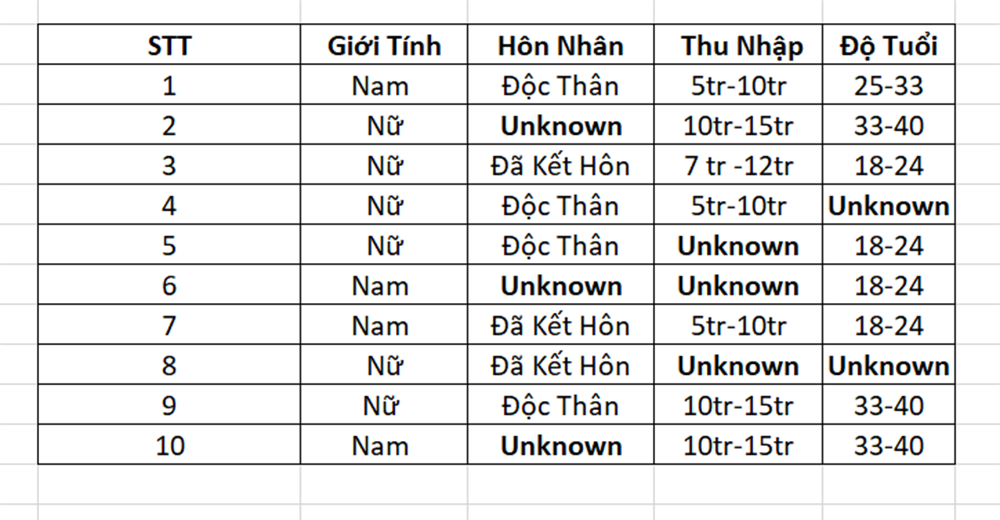 STT Giới Tính Hôn Nhân Thu Nhập Độ Tuổi
1 Nam Độc Thân 5tr-10tr 25-33
2 Nữ Unknown 10tr-15tr 33-40
3 Nữ Đã Kết Hôn 7 tr -12tr 18-24
4 Nữ Độc Thân 5tr-10tr Unknown
5 Nữ Độc Thân Unknown 18-24
6 Nam Unknown Unknown 18-24
7 Nam Đã Kết Hôn 5tr-10tr 18-24
8 Nữ Đã Kết Hôn Unknown Unknown
9 Nữ Độc Thân 10tr-15tr 33-40
10 Nam Unknown 10tr-15tr 33-40